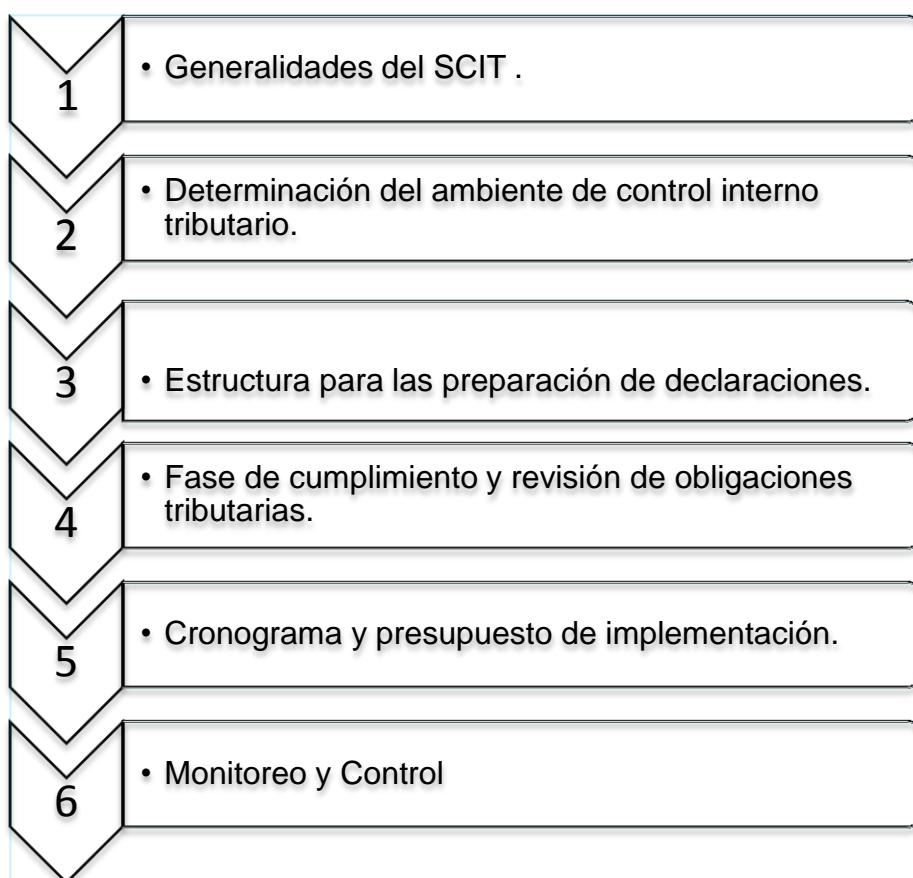 1
• Generalidades del SCIT .
2
• Determinación del ambiente de control interno
tributario.
3
• Estructura para las preparación de declaraciones.
4
• Fase de cumplimiento y revisión de obligaciones
tributarias.
5
• Cronograma y presupuesto de implementación.
6
• Monitoreo y Control